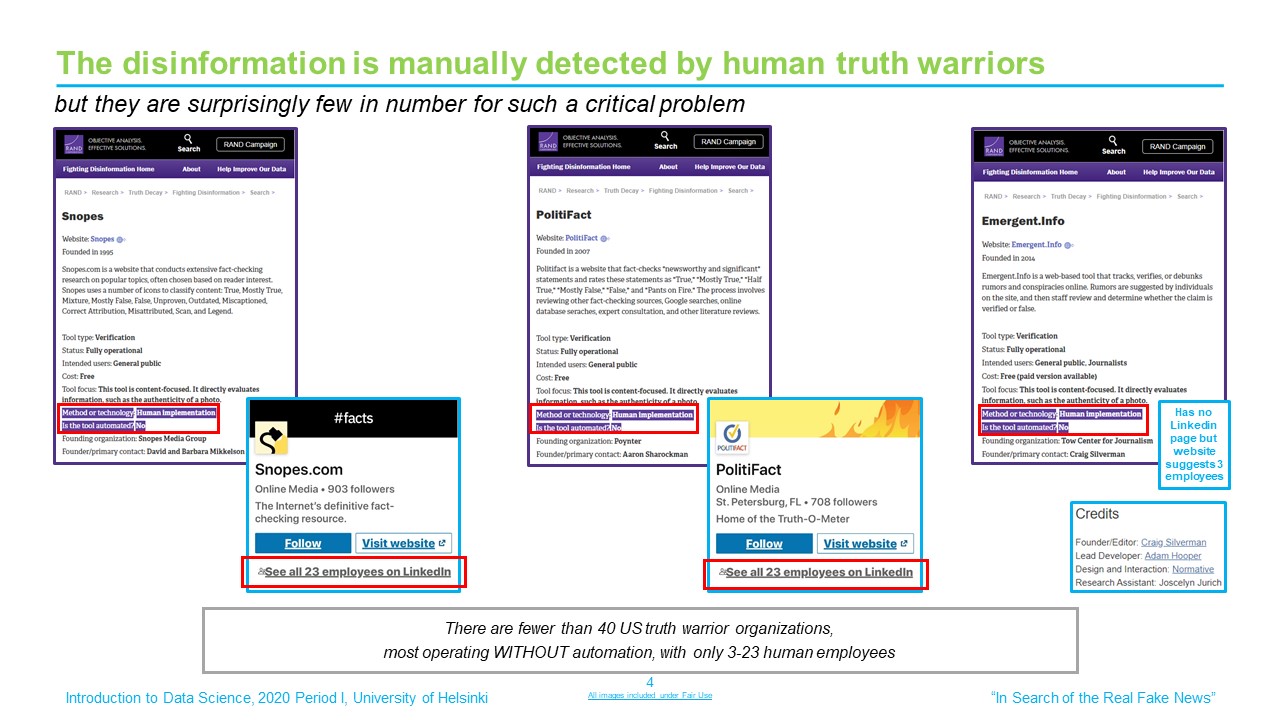 The disinformation is manually detected by human truth warriors
but they are surprisingly few in number for such a critical problem
RAND
OBJECTIVE ANALYSIS.
EFFECTIVE SOLUTIONS.
Search
RAND Campaign
Fighting Disinformation Home About Help Improve Our Data
RAND > Research > Truth Decay > Fighting Disinformation > Search >
Snopes
Website: Snopes
Founded in 1995
Snopes.com is a website that conducts extensive fact-checking
research on popular topics, often chosen based on reader interest.
Snopes uses a number of icons to classify content: True, Mostly True,
Mixture, Mostly False, False, Unproven, Outdated, Miscaptioned,
Correct Attribution, Misattributed, Scan, and Legend.
Tool type: Verification
Status: Fully operational
Intended users: General public
Cost: Free
Tool focus: This tool is content-focused. It directly evaluates
information, such as the authenticity of a photo.
Method or technology: Human implementation
Is the tool automated? No
Founding organization: Snopes Media Group
Founder/primary contact: David and Barbara Mikkelson
#facts
Snopes.com
Online Media • 903 followers
The Internet's definitive fact-
checking resource.
Follow
Visit website
See all 23 employees on LinkedIn
RAND
OBJECTIVE ANALYSIS.
EFFECTIVE SOLUTIONS.
Search
RAND Campaign
Fighting Disinformation Home About Help Improve Our Data
RAND > Research > Truth Decay > Fighting Disinformation > Search >
PolitiFact
Website: PolitiFact
Founded in 2007
Politifact is a website that fact-checks "newsworthy and significant"
statements and rates these statements as "True," "Mostly True," "Half
True," "Mostly False," "False," and "Pants on Fire." The process involves
reviewing other fact-checking sources, Google searches, online
database seraches, expert consultation, and other literature reviews.
Tool type: Verification
Status: Fully operational
Intended users: General public
Cost: Free
Tool focus: This tool is content-focused. It directly evaluates
information, such as the authenticity of a photo.
Method or technology: Human implementation
Is the tool automated? No
Founding organization: Poynter
Founder/primary contact: Aaron Sharockman
POLITIFACT
PolitiFact
Online Media
St. Petersburg, FL • 708 followers
Home of the Truth-O-Meter
Follow
Visit website
See all 23 employees on LinkedIn
RAND
OBJECTIVE ANALYSIS.
EFFECTIVE SOLUTIONS.
Search
RAND Campaign
Fighting Disinformation Home About Help Improve Our Data
RAND > Research > Truth Decay > Fighting Disinformation > Search >
Emergent.Info
Website: Emergent.Info
Founded in 2014
Emergent.Info is a web-based tool that tracks, verifies, or debunks
rumors and conspiracies online. Rumors are suggested by individuals
on the site, and then staff review and determine whether the claim is
verified or false.
Tool type: Verification
Status: Fully operational
Intended users: General public, Journalists
Cost: Free (paid version available)
Tool focus: This tool is content-focused. It directly evaluates
information, such as the authenticity of a photo.
Method or technology: Human implementation
Is the tool automated? No
Founding organization: Tow Center for Journalism
Founder/primary contact: Craig Silverman
Has no
Linkedin
page but
website
suggests 3
employees
Credits
Founder/Editor: Craig Silverman
Lead Developer: Adam Hooper
Design and Interaction: Normative
Research Assistant: Joscelyn Jurich
There are fewer than 40 US truth warrior organizations,
most operating WITHOUT automation, with only 3-23 human employees
4
All images included under Fair Use
Introduction to Data Science, 2020 Period I, University of Helsinki
“In Search of the Real Fake News”